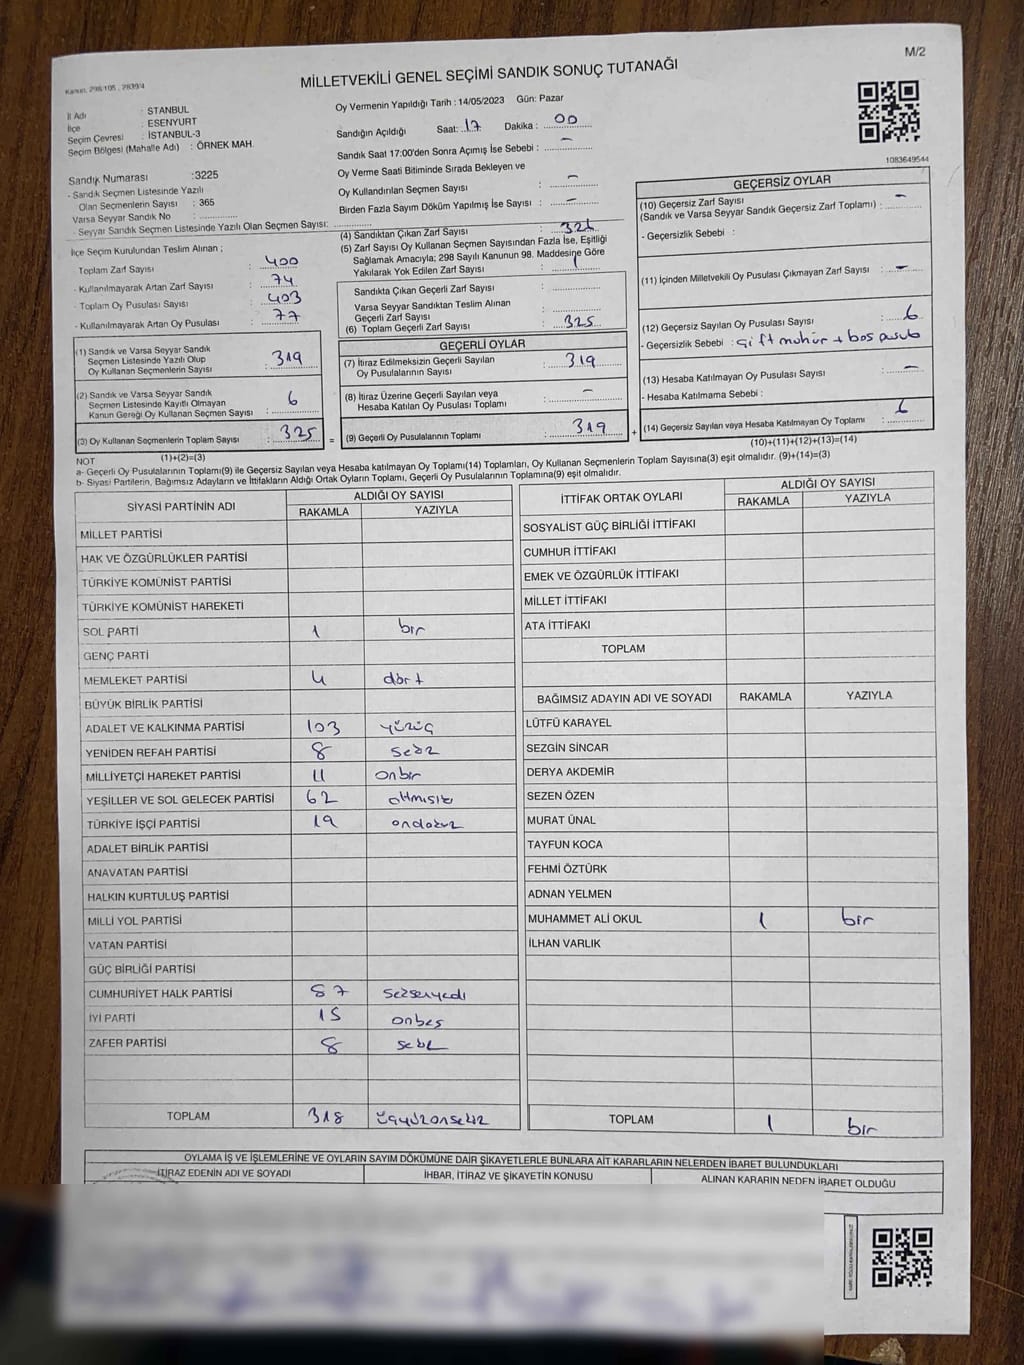 M/2
Kanun, 298/105 , 2839/4
MİLLETVEKİLİ GENEL SEÇİMİ SANDIK SONUÇ TUTANAĞI
İl Adı : İSTANBUL
İlçe : ESENYURT
Seçim Çevresi : İSTANBUL-3
Seçim Bölgesi (Mahalle Adı) : ÖRNEK MAH.
Oy Vermenin Yapıldığı Tarih : 14/05/2023 Gün: Pazar
Sandığın Açıldığı Saat: 17 Dakika : 00
Sandık Saat 17:00'den Sonra Açımış İse Sebebi : -
Oy Verme Saati Bitiminde Sırada Bekleyen ve
Oy Kullandırılan Seçmen Sayısı : -
Birden Fazla Sayım Döküm Yapılmış İse Sayısı : -
1083649544
Sandık Numarası :3225
- Sandık Seçmen Listesinde Yazılı
Olan Seçmenlerin Sayısı : 365
Varsa Seyyar Sandık No :
- Seyyar Sandık Seçmen Listesinde Yazılı Olan Seçmen Sayısı:
İlçe Seçim Kurulundan Teslim Alınan ;
Toplam Zarf Sayısı : 400
- Kullanılmayarak Artan Zarf Sayısı : 74
- Toplam Oy Pusulası Sayısı : 403
- Kullanılmayarak Artan Oy Pusulası : 77
(1) Sandık ve Varsa Seyyar Sandık
Seçmen Listesinde Yazılı Olup
Oy Kullanan Seçmenlerin Sayısı : 319
(2) Sandık ve Varsa Seyyar Sandık
Seçmen Listesinde Kayıtlı Olmayan
Kanun Gereği Oy Kullanan Seçmen Sayısı : 6
(3) Oy Kullanan Seçmenlerin Toplam Sayısı : 325
(1)+(2)=(3)
(4) Sandıktan Çıkan Zarf Sayısı : 326
(5) Zarf Sayısı Oy Kullanan Seçmen Sayısından Fazla İse, Eşitliği
Sağlamak Amacıyla; 298 Sayılı Kanunun 98. Maddesine Göre
Yakılarak Yok Edilen Zarf Sayısı : 1
Sandıkta Çıkan Geçerli Zarf Sayısı :
Varsa Seyyar Sandıktan Teslim Alınan
Geçerli Zarf Sayısı :
(6) Toplam Geçerli Zarf Sayısı : 325
GEÇERLİ OYLAR
(7) İtiraz Edilmeksizin Geçerli Sayılan
Oy Pusulalarının Sayısı : 319
(8) İtiraz Üzerine Geçerli Sayılan veya
Hesaba Katılan Oy Pusulası Toplamı : -
= (9) Geçerli Oy Pusulalarının Toplamı : 319
GEÇERSİZ OYLAR
(10) Geçersiz Zarf Sayısı
(Sandık ve Varsa Seyyar Sandık Geçersiz Zarf Toplamı) : -
- Geçersizlik Sebebi :
(11) İçinden Milletvekili Oy Pusulası Çıkmayan Zarf Sayısı : -
(12) Geçersiz Sayılan Oy Pusulası Sayısı : 6
- Geçersizlik Sebebi : çift mühür + boş pusula
(13) Hesaba Katılmayan Oy Pusulası Sayısı : -
- Hesaba Katılmama Sebebi :
+ (14) Geçersiz Sayılan veya Hesaba Katılmayan Oy Toplamı : 6
(10)+(11)+(12)+(13)=(14)
NOT
a- Geçerli Oy Pusulalarının Toplamı(9) ile Geçersiz Sayılan veya Hesaba katılmayan Oy Toplamı(14) Toplamları, Oy Kullanan Seçmenlerin Toplam Sayısına(3) eşit olmalıdır. (9)+(14)=(3)
b- Siyasi Partilerin, Bağımsız Adayların ve İttifakların Aldığı Ortak Oyların Toplamı, Geçerli Oy Pusulalarının Toplamına(9) eşit olmalıdır.
SİYASİ PARTİNİN ADI ALDIĞI OY SAYISI
RAKAMLA YAZIYLA
MİLLET PARTİSİ
HAK VE ÖZGÜRLÜKLER PARTİSİ
TÜRKİYE KOMÜNİST PARTİSİ
TÜRKİYE KOMÜNİST HAREKETİ
SOL PARTİ 1 bir
GENÇ PARTİ
MEMLEKET PARTİSİ 4 dört
BÜYÜK BİRLİK PARTİSİ
ADALET VE KALKINMA PARTİSİ 103 yüzüç
YENİDEN REFAH PARTİSİ 8 sekiz
MİLLİYETÇİ HAREKET PARTİSİ 11 onbir
YEŞİLLER VE SOL GELECEK PARTİSİ 62 altmışiki
TÜRKİYE İŞÇİ PARTİSİ 19 ondokuz
ADALET BİRLİK PARTİSİ
ANAVATAN PARTİSİ
HALKIN KURTULUŞ PARTİSİ
MİLLİ YOL PARTİSİ
VATAN PARTİSİ
GÜÇ BİRLİĞİ PARTİSİ
CUMHURİYET HALK PARTİSİ 87 seksenyedi
İYİ PARTİ 15 onbeş
ZAFER PARTİSİ 8 sekiz
TOPLAM 318 üçyüzonsekiz
İTTİFAK ORTAK OYLARI ALDIĞI OY SAYISI
RAKAMLA YAZIYLA
SOSYALİST GÜÇ BİRLİĞİ İTTİFAKI
CUMHUR İTTİFAKI
EMEK VE ÖZGÜRLÜK İTTİFAKI
MİLLET İTTİFAKI
ATA İTTİFAKI
TOPLAM
BAĞIMSIZ ADAYIN ADI VE SOYADI RAKAMLA YAZIYLA
LÜTFÜ KARAYEL
SEZGİN SİNCAR
DERYA AKDEMİR
SEZEN ÖZEN
MURAT ÜNAL
TAYFUN KOCA
FEHMİ ÖZTÜRK
ADNAN YELMEN
MUHAMMET ALİ OKUL 1 bir
İLHAN VARLIK
TOPLAM 1 bir
OYLAMA İŞ VE İŞLEMLERİNE VE OYLARIN SAYIM DÖKÜMÜNE DAİR ŞİKAYETLERLE BUNLARA AİT KARARLARIN NELERDEN İBARET BULUNDUKLARI
İTİRAZ EDENİN ADI VE SOYADI İHBAR, İTİRAZ VE ŞİKAYETİN KONUSU ALINAN KARARIN NEDEN İBARET OLDUĞU